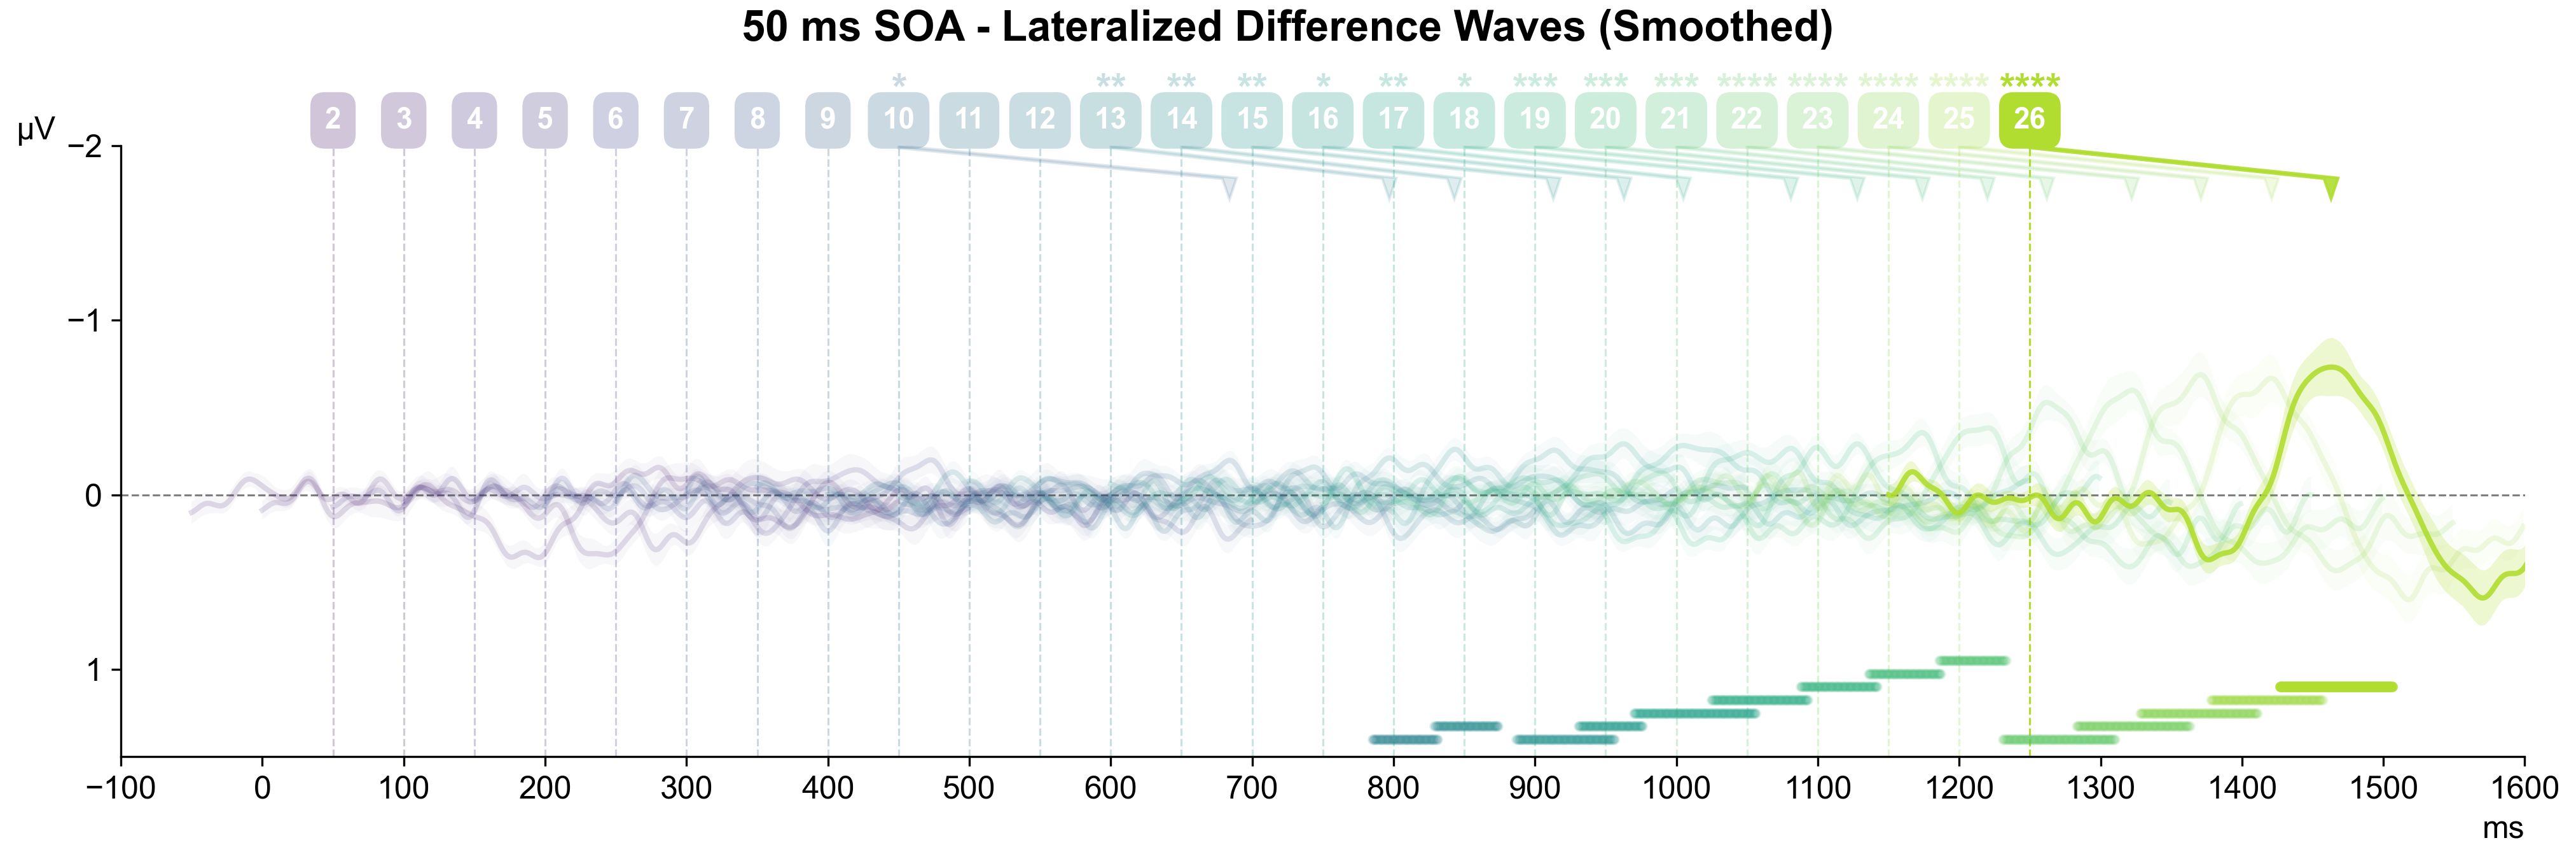 50 ms SOA - Lateralized Difference Waves (Smoothed)
* ** ** ** * ** * *** *** *** **** **** **** **** ****
2 3 4 5 6 7 8 9 10 11 12 13 14 15 16 17 18 19 20 21 22 23 24 25 26
μV
−2
−1
0
1
−100 0 100 200 300 400 500 600 700 800 900 1000 1100 1200 1300 1400 1500 1600
ms